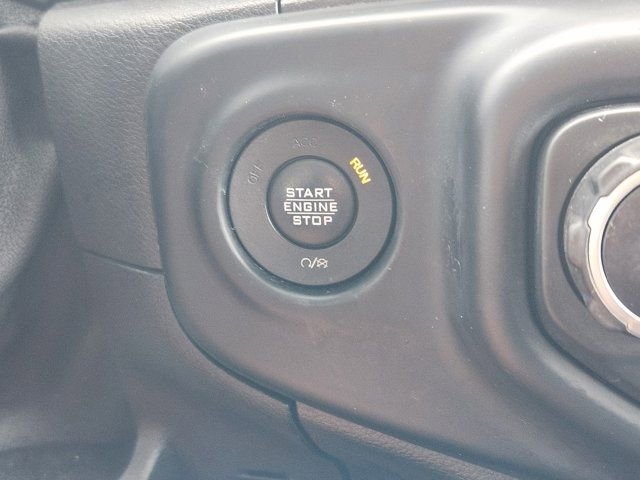 OFF ACC RUN
START
ENGINE
STOP